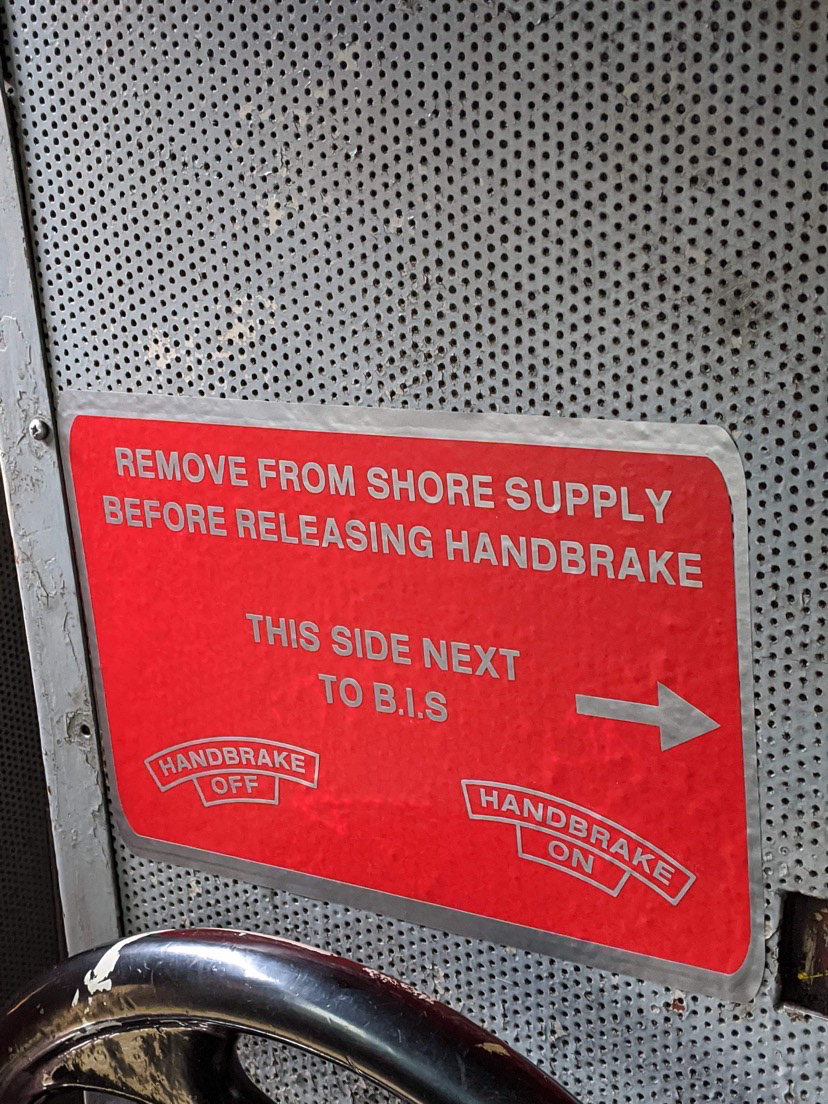 REMOVE FROM SHORE SUPPLY
BEFORE RELEASING HANDBRAKE
THIS SIDE NEXT
TO B.I.S
HANDBRAKE
OFF
HANDBRAKE
ON